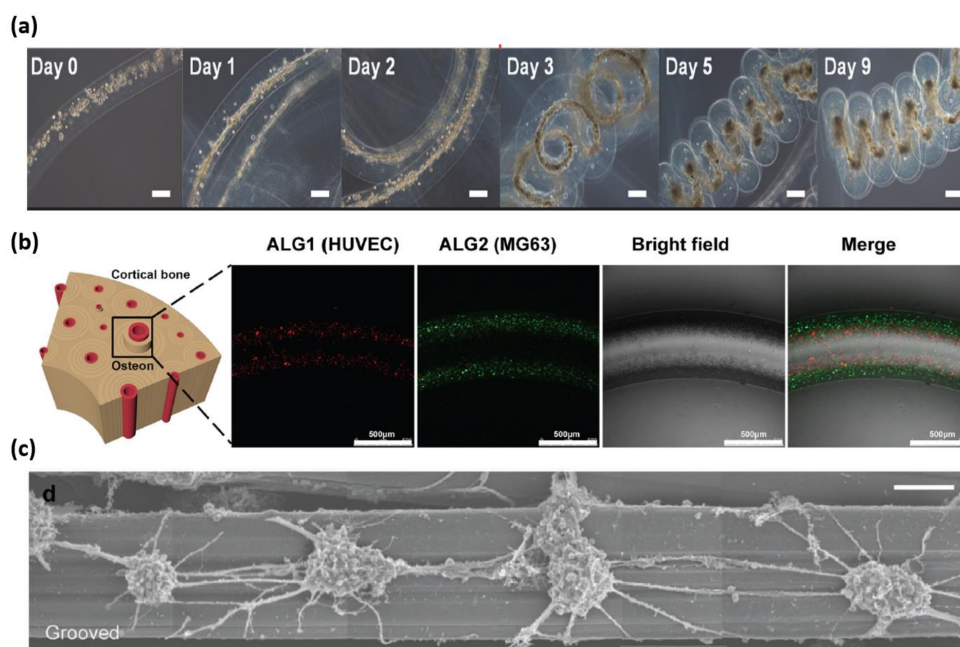 (a)
Day 0 Day 1 Day 2 Day 3 Day 5 Day 9
(b)
ALG1 (HUVEC) ALG2 (MG63) Bright field Merge
Cortical bone
Osteon
500μm 500μm 500μm 500μm
(c)
d
Grooved